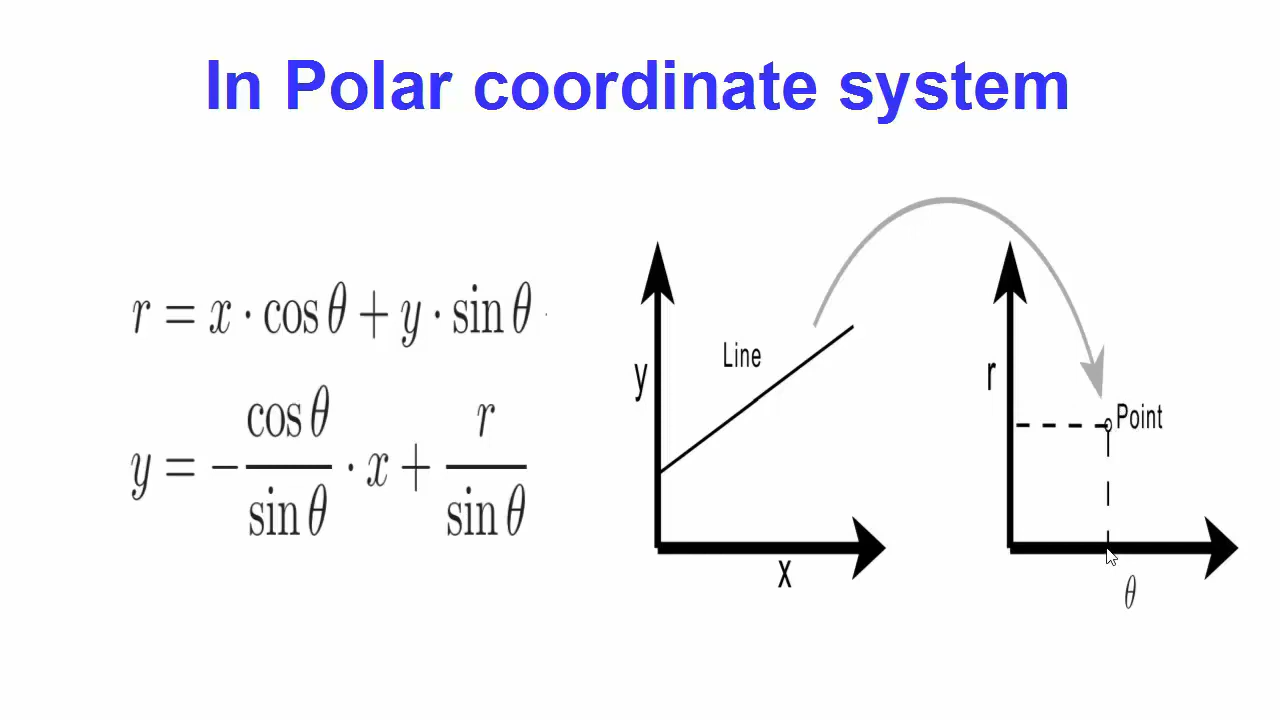 In Polar coordinate system
r = x · cos θ + y · sin θ
y = − cos θ / sin θ · x + r / sin θ
y
Line
x
r
Point
θ